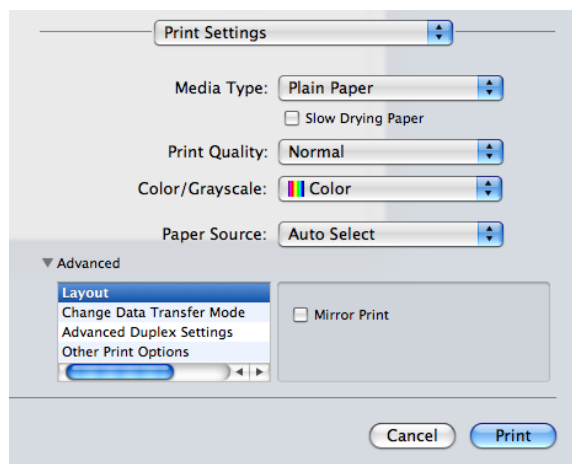 Print Settings
Media Type: Plain Paper
Slow Drying Paper
Print Quality: Normal
Color/Grayscale: Color
Paper Source: Auto Select
Advanced
Layout
Change Data Transfer Mode
Advanced Duplex Settings
Other Print Options
Mirror Print
Cancel Print